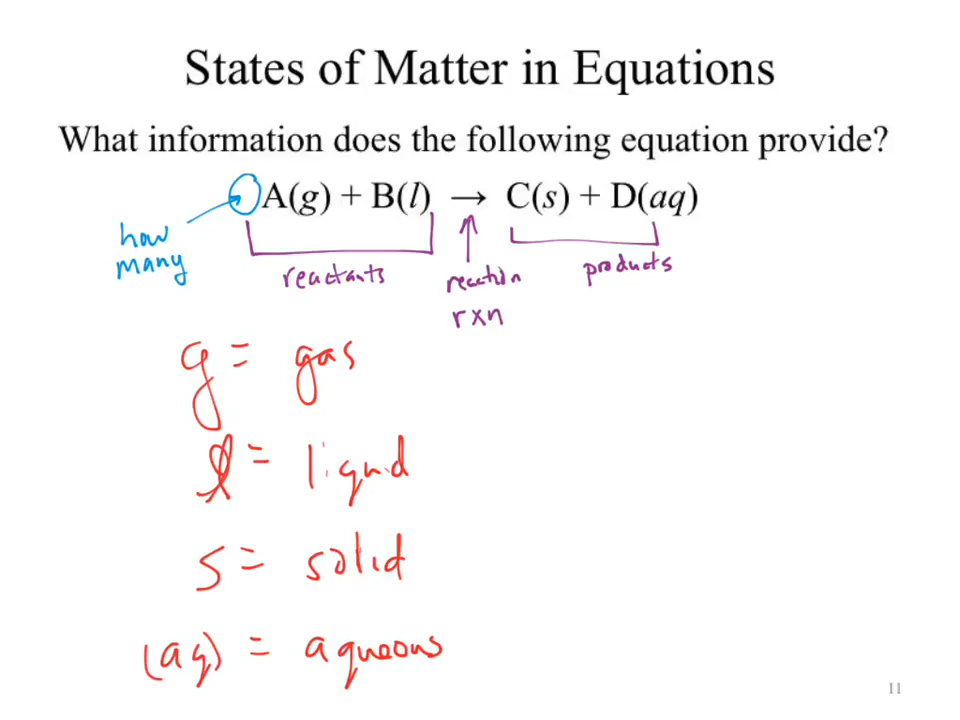 States of Matter in Equations
What information does the following equation provide?
A(g) + B(l) → C(s) + D(aq)
how
many
reactants
reaction
rxn
products
g = gas
l = liquid
s = solid
(aq) = aqueous
11